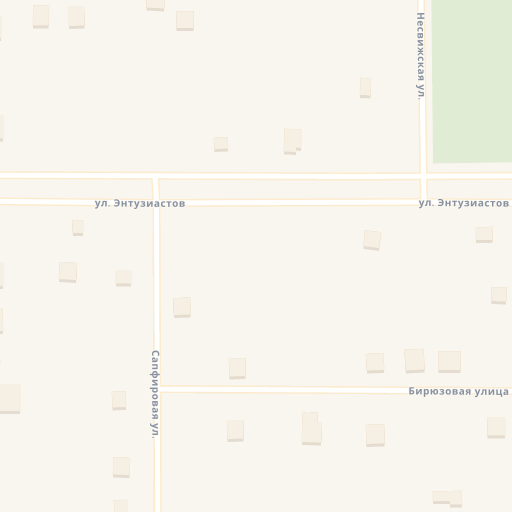 Несвижская ул.
ул. Энтузиастов
ул. Энтузиастов
Сапфировая ул.
Бирюзовая улица